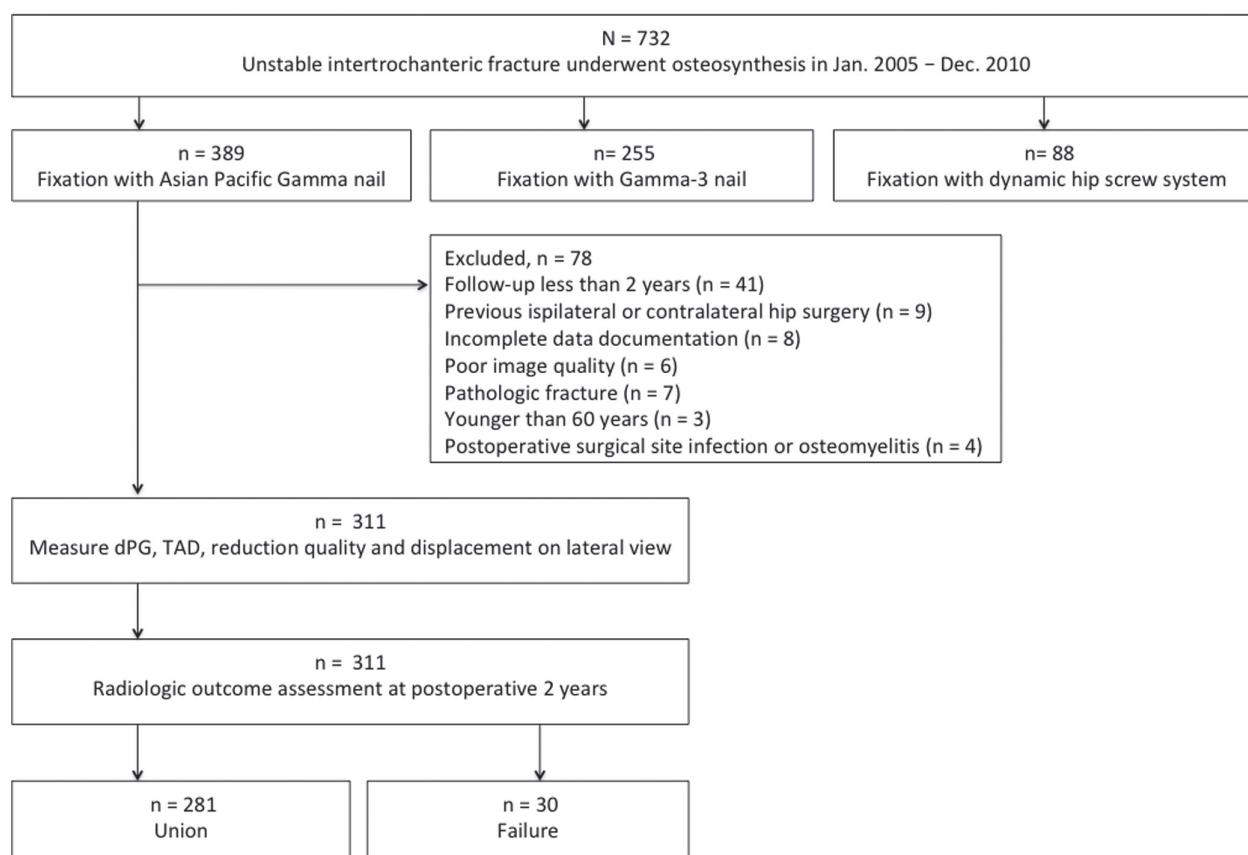 N = 732
Unstable intertrochanteric fracture underwent osteosynthesis in Jan. 2005 − Dec. 2010
n = 389
Fixation with Asian Pacific Gamma nail
n= 255
Fixation with Gamma-3 nail
n= 88
Fixation with dynamic hip screw system
Excluded, n = 78
Follow-up less than 2 years (n = 41)
Previous ispilateral or contralateral hip surgery (n = 9)
Incomplete data documentation (n = 8)
Poor image quality (n = 6)
Pathologic fracture (n = 7)
Younger than 60 years (n = 3)
Postoperative surgical site infection or osteomyelitis (n = 4)
n =  311
Measure dPG, TAD, reduction quality and displacement on lateral view
n =  311
Radiologic outcome assessment at postoperative 2 years
n = 281
Union
n = 30
Failure